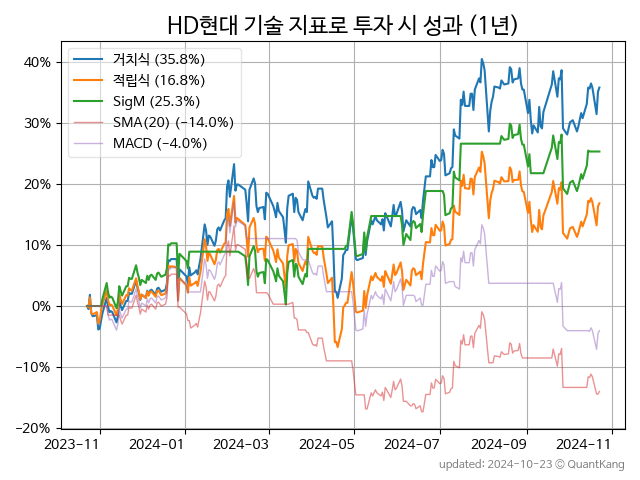 HD현대 기술 지표로 투자 시 성과 (1년)
거치식 (35.8%)
적립식 (16.8%)
SigM (25.3%)
SMA(20) (−14.0%)
MACD (−4.0%)
40%
30%
20%
10%
0%
−10%
−20%
2023-11
2024-01
2024-03
2024-05
2024-07
2024-09
2024-11
updated: 2024-10-23 ⓒ QuantKang